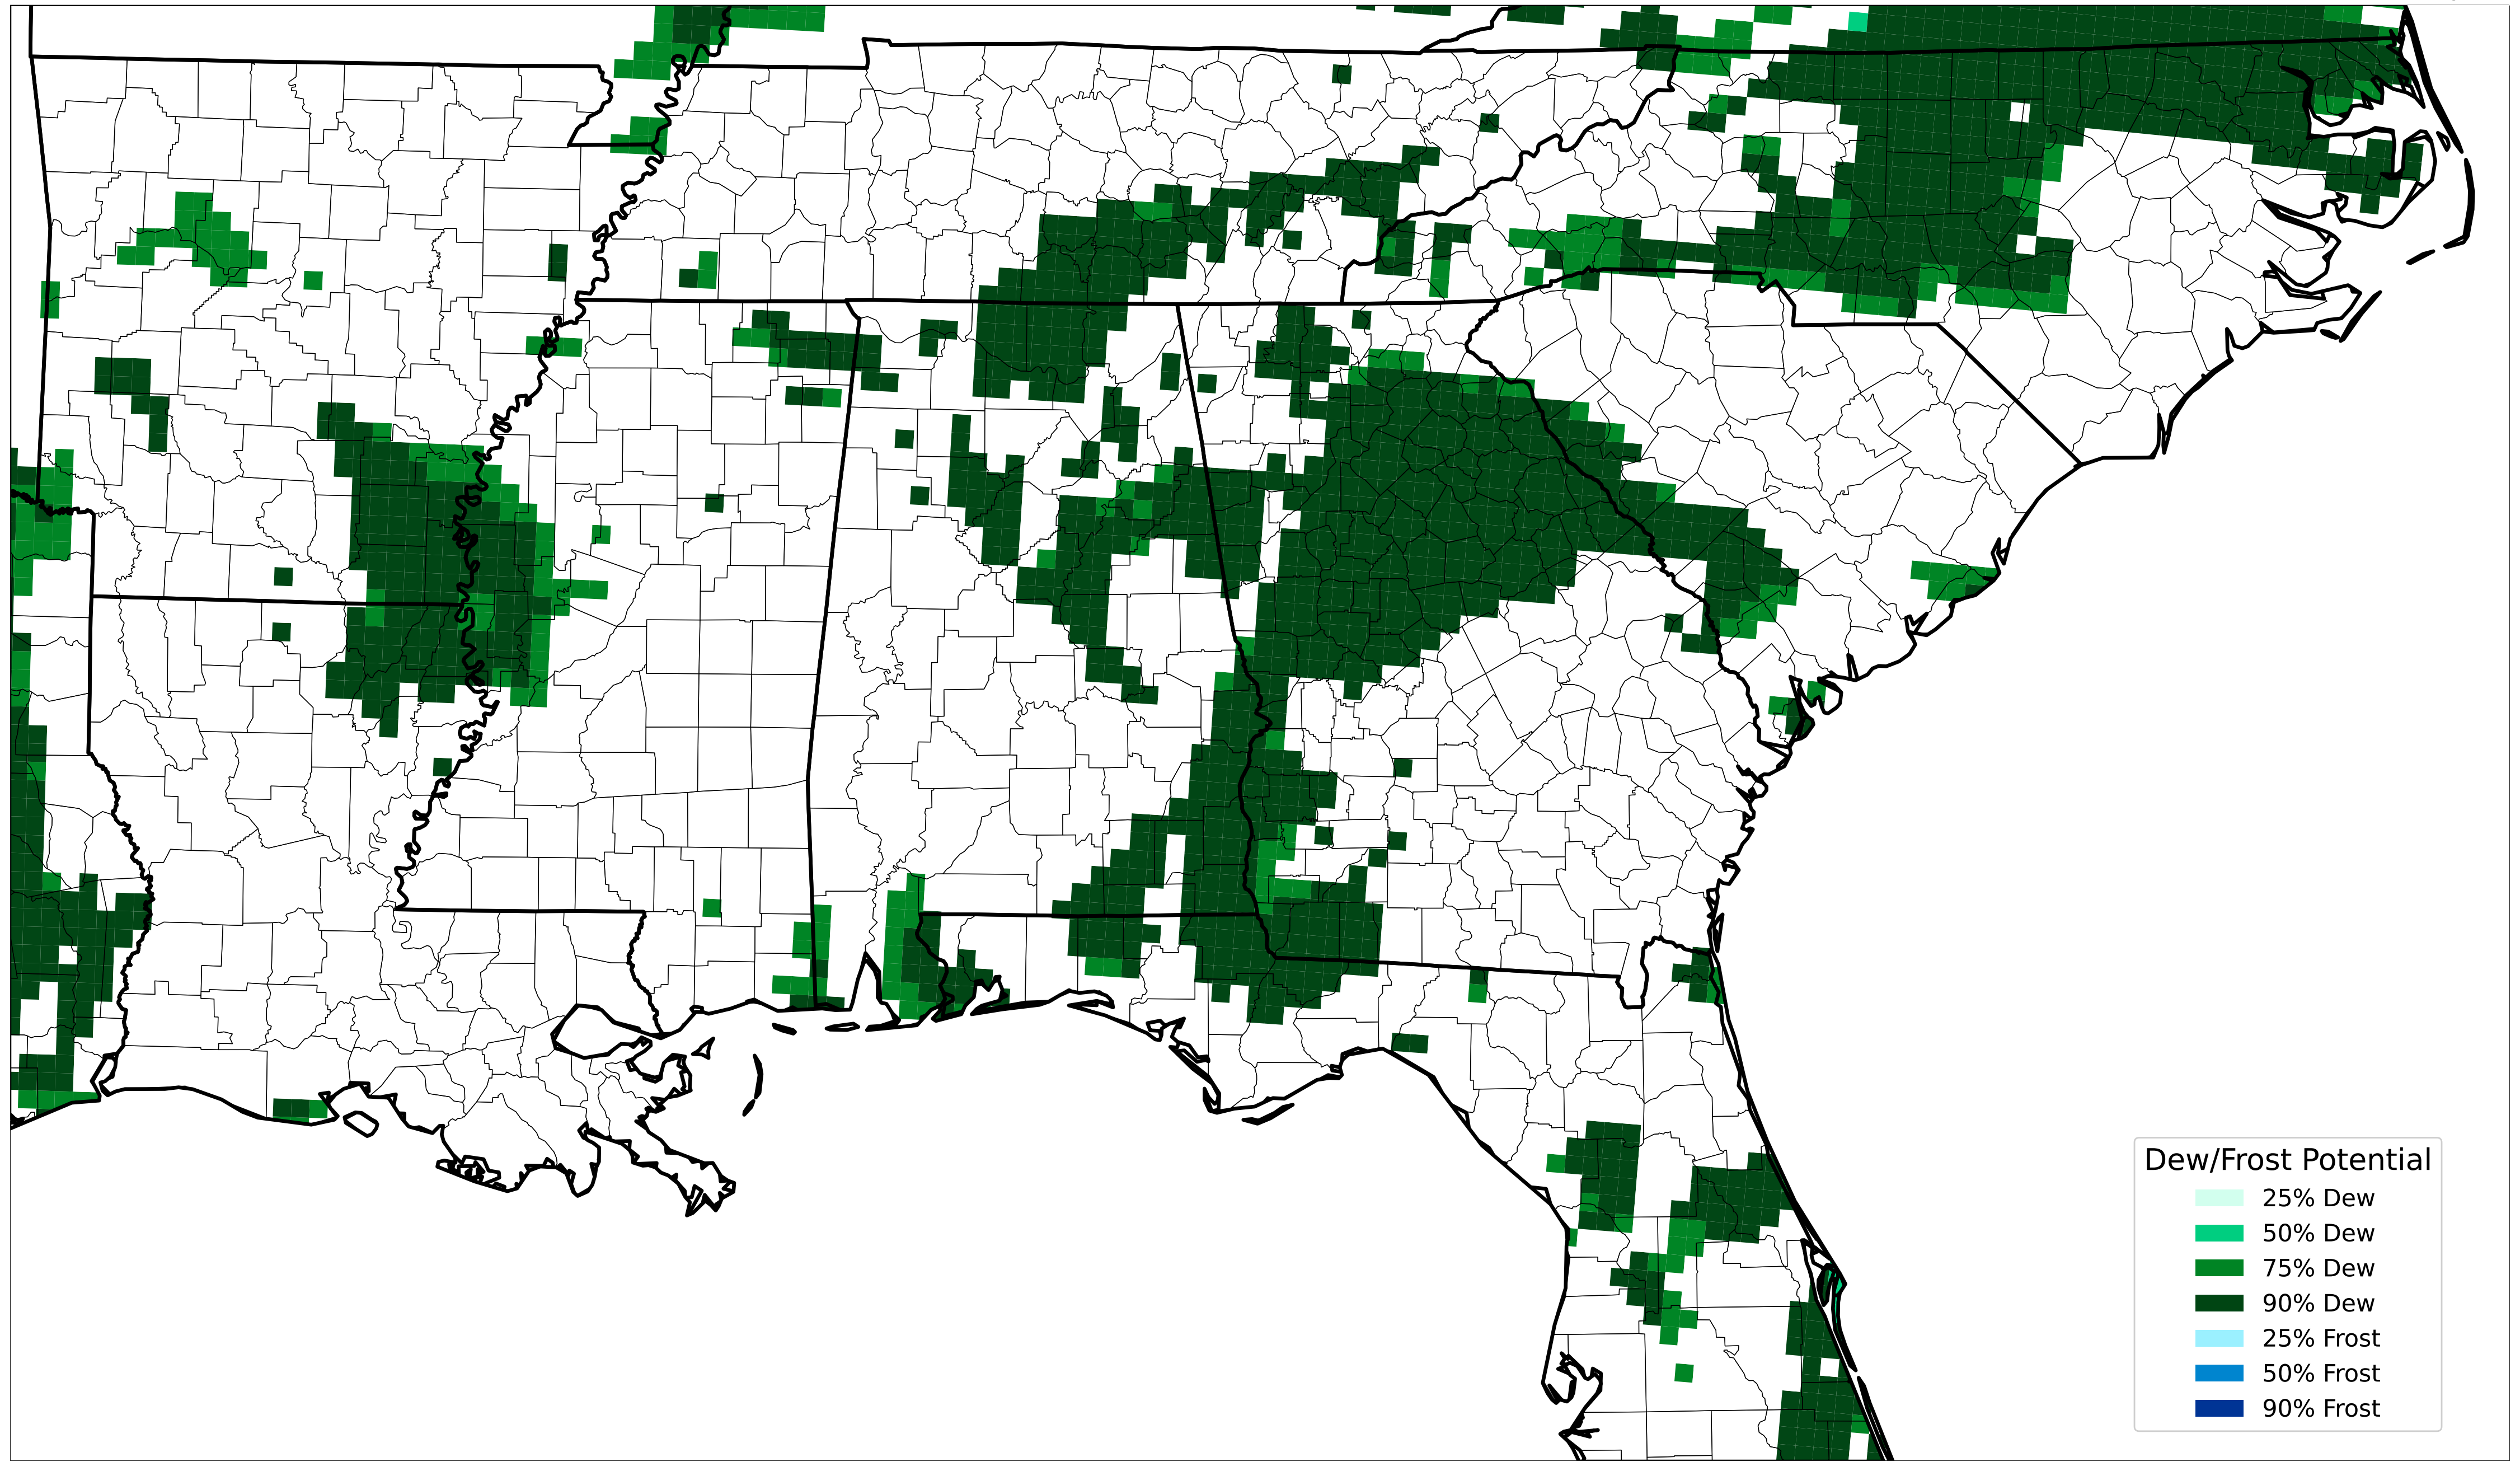 Dew/Frost Potential
25% Dew
50% Dew
75% Dew
90% Dew
25% Frost
50% Frost
90% Frost